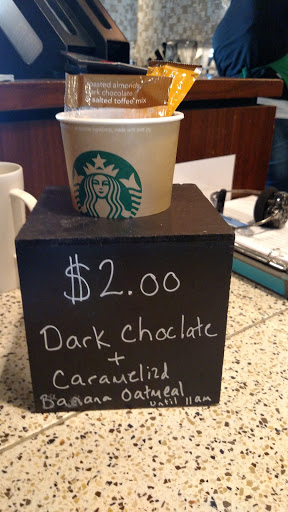 roasted almonds
dark chocolate
salted toffee mix
$2.00
Dark Choclate
+
Caramelizd
Banana Oatmeal
until 11am